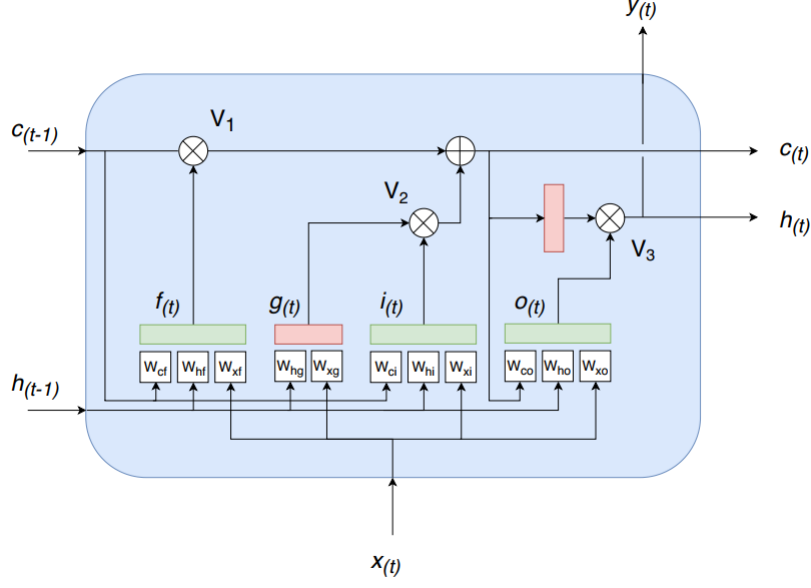 y(t)
V1
c(t-1)
c(t)
V2
h(t)
V3
f(t)
g(t)
i(t)
o(t)
Wcf
Whf
Wxf
Whg
Wxg
Wci
Whi
Wxi
Wco
Who
Wxo
h(t-1)
x(t)